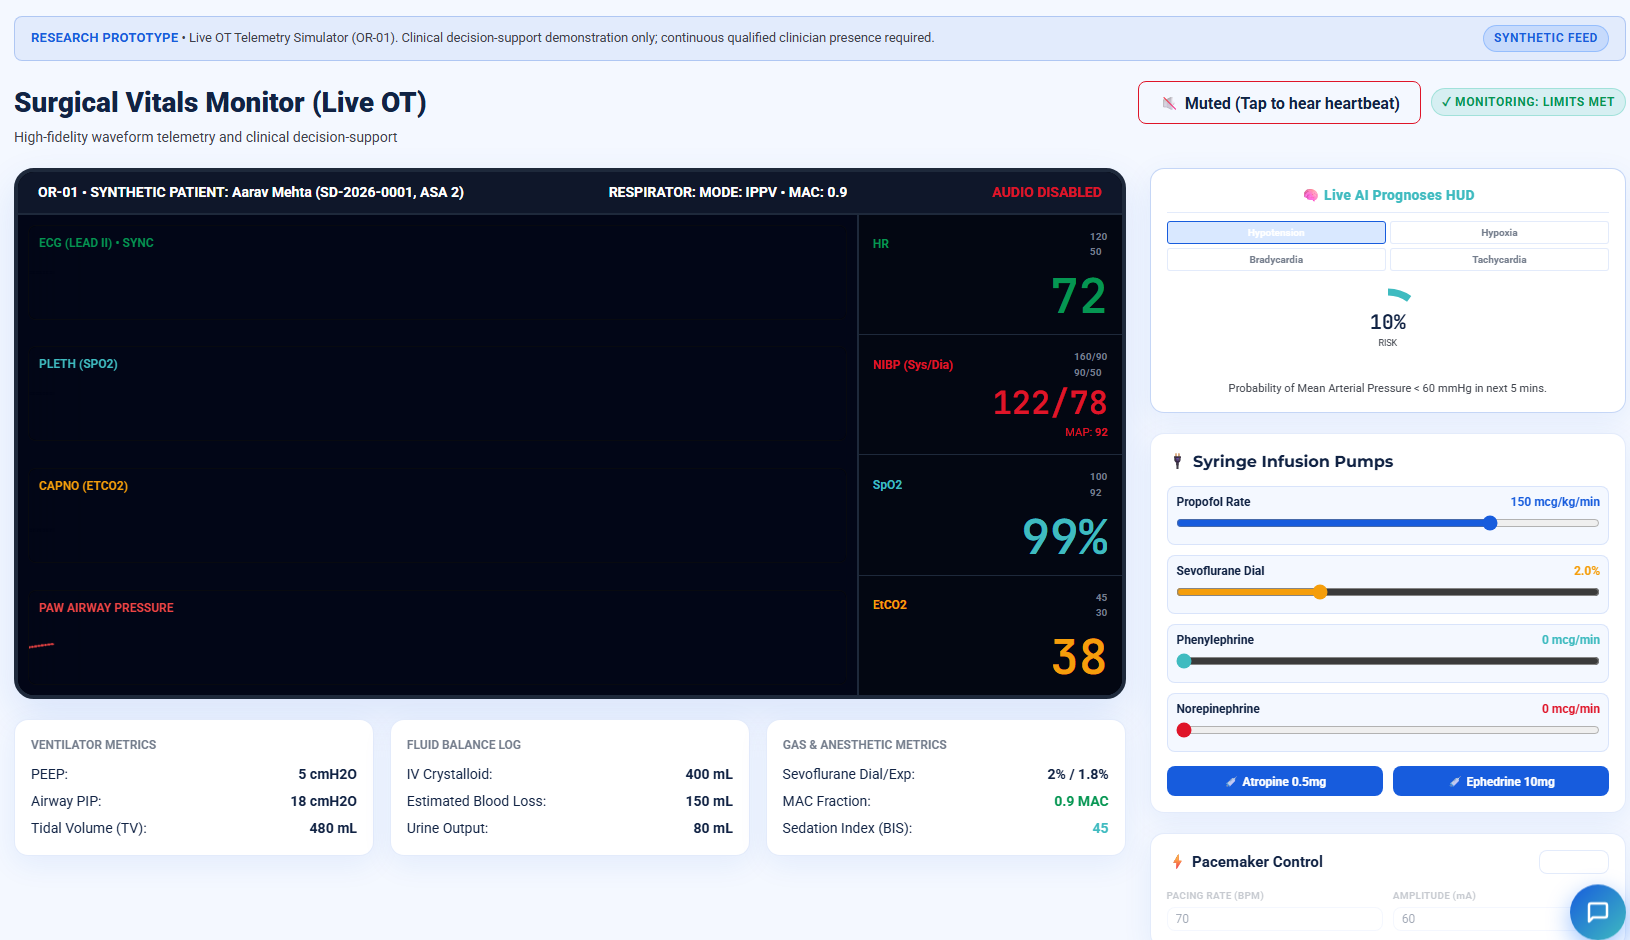 RESEARCH PROTOTYPE • Live OT Telemetry Simulator (OR-01). Clinical decision-support demonstration only; continuous qualified clinician presence required.
SYNTHETIC FEED
Surgical Vitals Monitor (Live OT)
High-fidelity waveform telemetry and clinical decision-support
Muted (Tap to hear heartbeat)
✓ MONITORING: LIMITS MET
OR-01 • SYNTHETIC PATIENT: Aarav Mehta (SD-2026-0001, ASA 2)
RESPIRATOR: MODE: IPPV • MAC: 0.9
AUDIO DISABLED
ECG (LEAD II) • SYNC
HR
120
50
72
PLETH (SPO2)
NIBP (Sys/Dia)
160/90
90/50
122/78
MAP: 92
CAPNO (ETCO2)
SpO2
100
92
99%
PAW AIRWAY PRESSURE
EtCO2
45
30
38
VENTILATOR METRICS
PEEP: 5 cmH2O
Airway PIP: 18 cmH2O
Tidal Volume (TV): 480 mL
FLUID BALANCE LOG
IV Crystalloid: 400 mL
Estimated Blood Loss: 150 mL
Urine Output: 80 mL
GAS & ANESTHETIC METRICS
Sevoflurane Dial/Exp: 2% / 1.8%
MAC Fraction: 0.9 MAC
Sedation Index (BIS): 45
Live AI Prognoses HUD
Hypotension
Hypoxia
Bradycardia
Tachycardia
10%
RISK
Probability of Mean Arterial Pressure < 60 mmHg in next 5 mins.
Syringe Infusion Pumps
Propofol Rate 150 mcg/kg/min
Sevoflurane Dial 2.0%
Phenylephrine 0 mcg/min
Norepinephrine 0 mcg/min
Atropine 0.5mg
Ephedrine 10mg
Pacemaker Control
PACING RATE (BPM)
AMPLITUDE (mA)
70
60